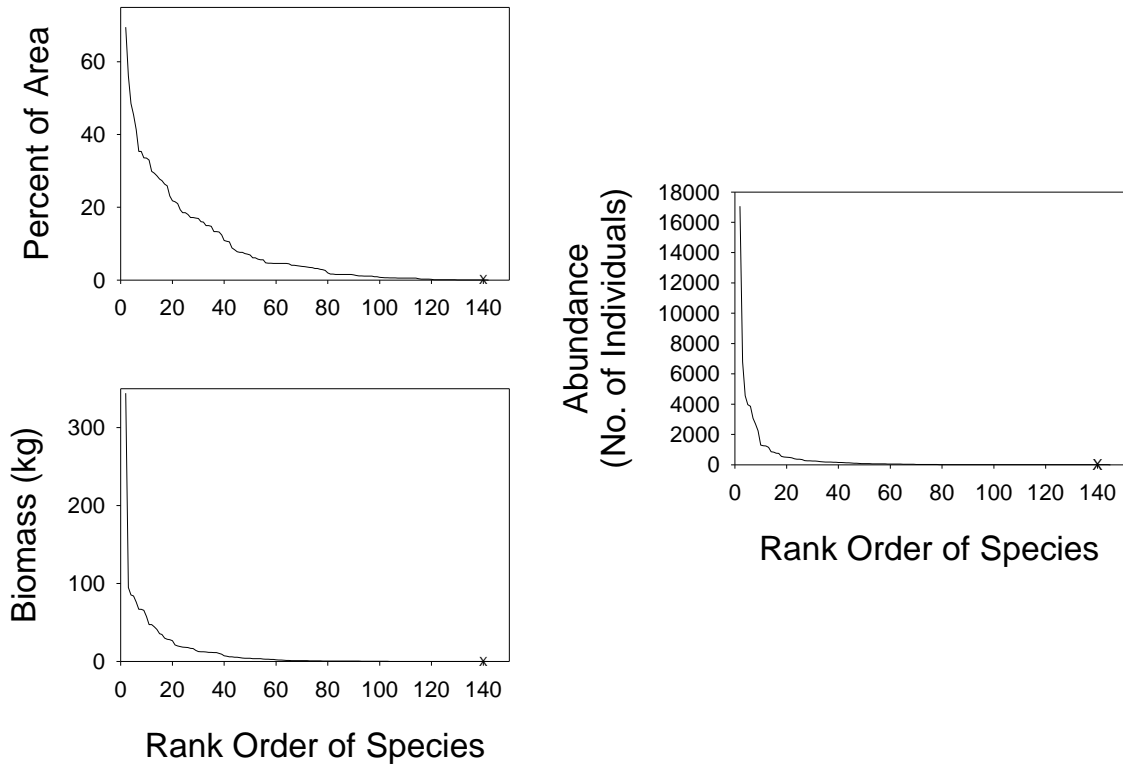 Percent of Area
60
40
20
0
0 20 40 60 80 100 120 140
x
Biomass (kg)
300
200
100
0
0 20 40 60 80 100 120 140
x
Rank Order of Species
Abundance
(No. of Individuals)
18000
16000
14000
12000
10000
8000
6000
4000
2000
0
0 20 40 60 80 100 120 140
x
Rank Order of Species